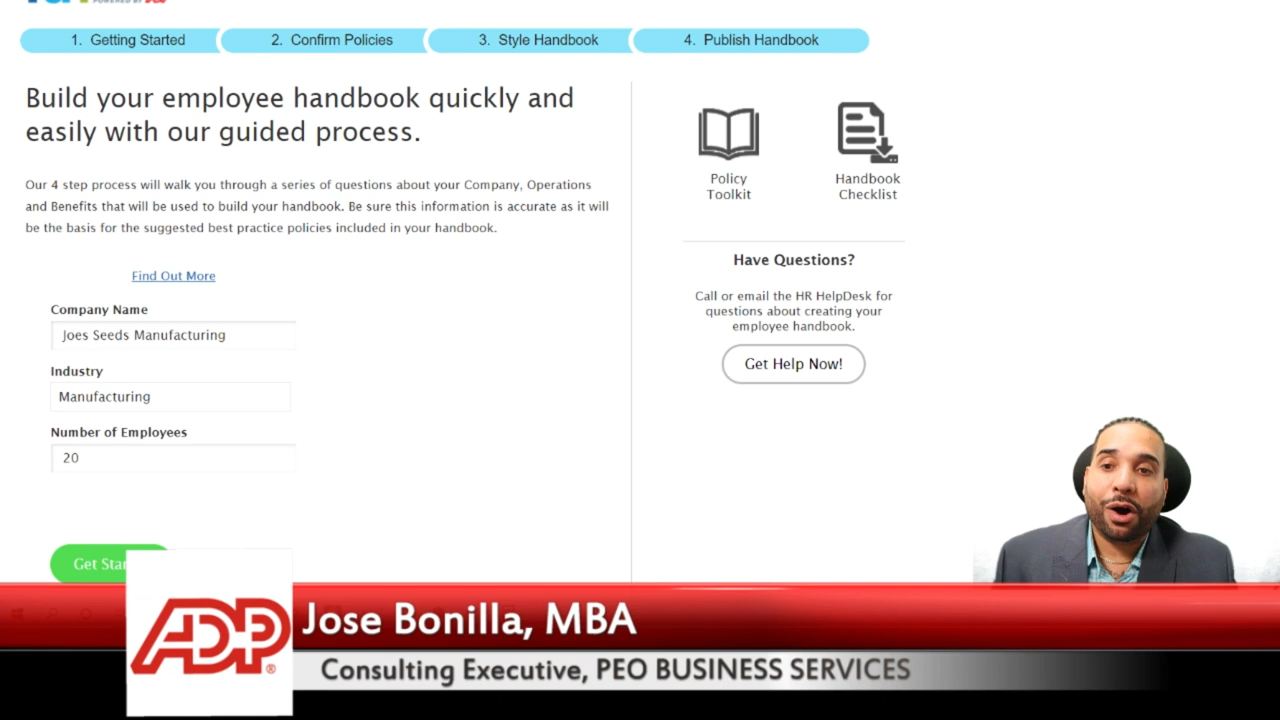 POWERED BY ADP
1. Getting Started
2. Confirm Policies
3. Style Handbook
4. Publish Handbook
Build your employee handbook quickly and
easily with our guided process.
Our 4 step process will walk you through a series of questions about your Company, Operations
and Benefits that will be used to build your handbook. Be sure this information is accurate as it will
be the basis for the suggested best practice policies included in your handbook.
Find Out More
Company Name
Joes Seeds Manufacturing
Industry
Manufacturing
Number of Employees
20
Get Star
Policy
Toolkit
Handbook
Checklist
Have Questions?
Call or email the HR HelpDesk for
questions about creating your
employee handbook.
Get Help Now!
ADP®
Jose Bonilla, MBA
Consulting Executive, PEO BUSINESS SERVICES